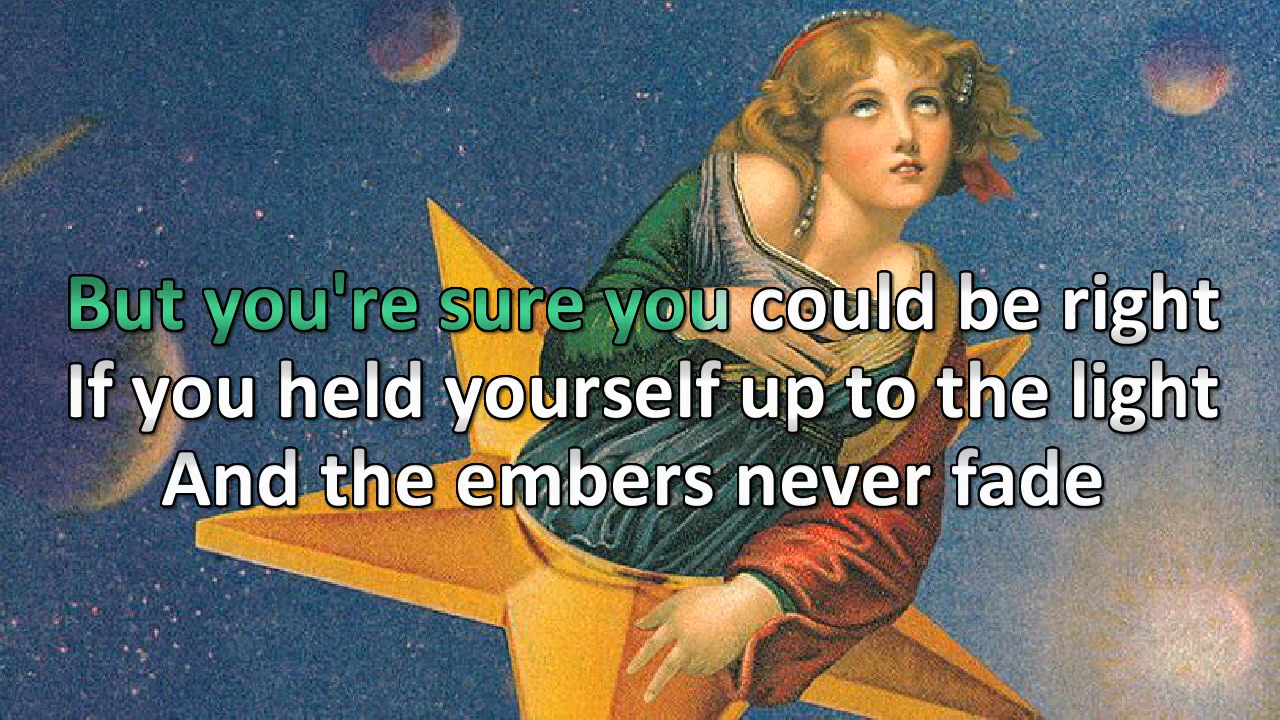 But you're sure you could be right
If you held yourself up to the light
And the embers never fade